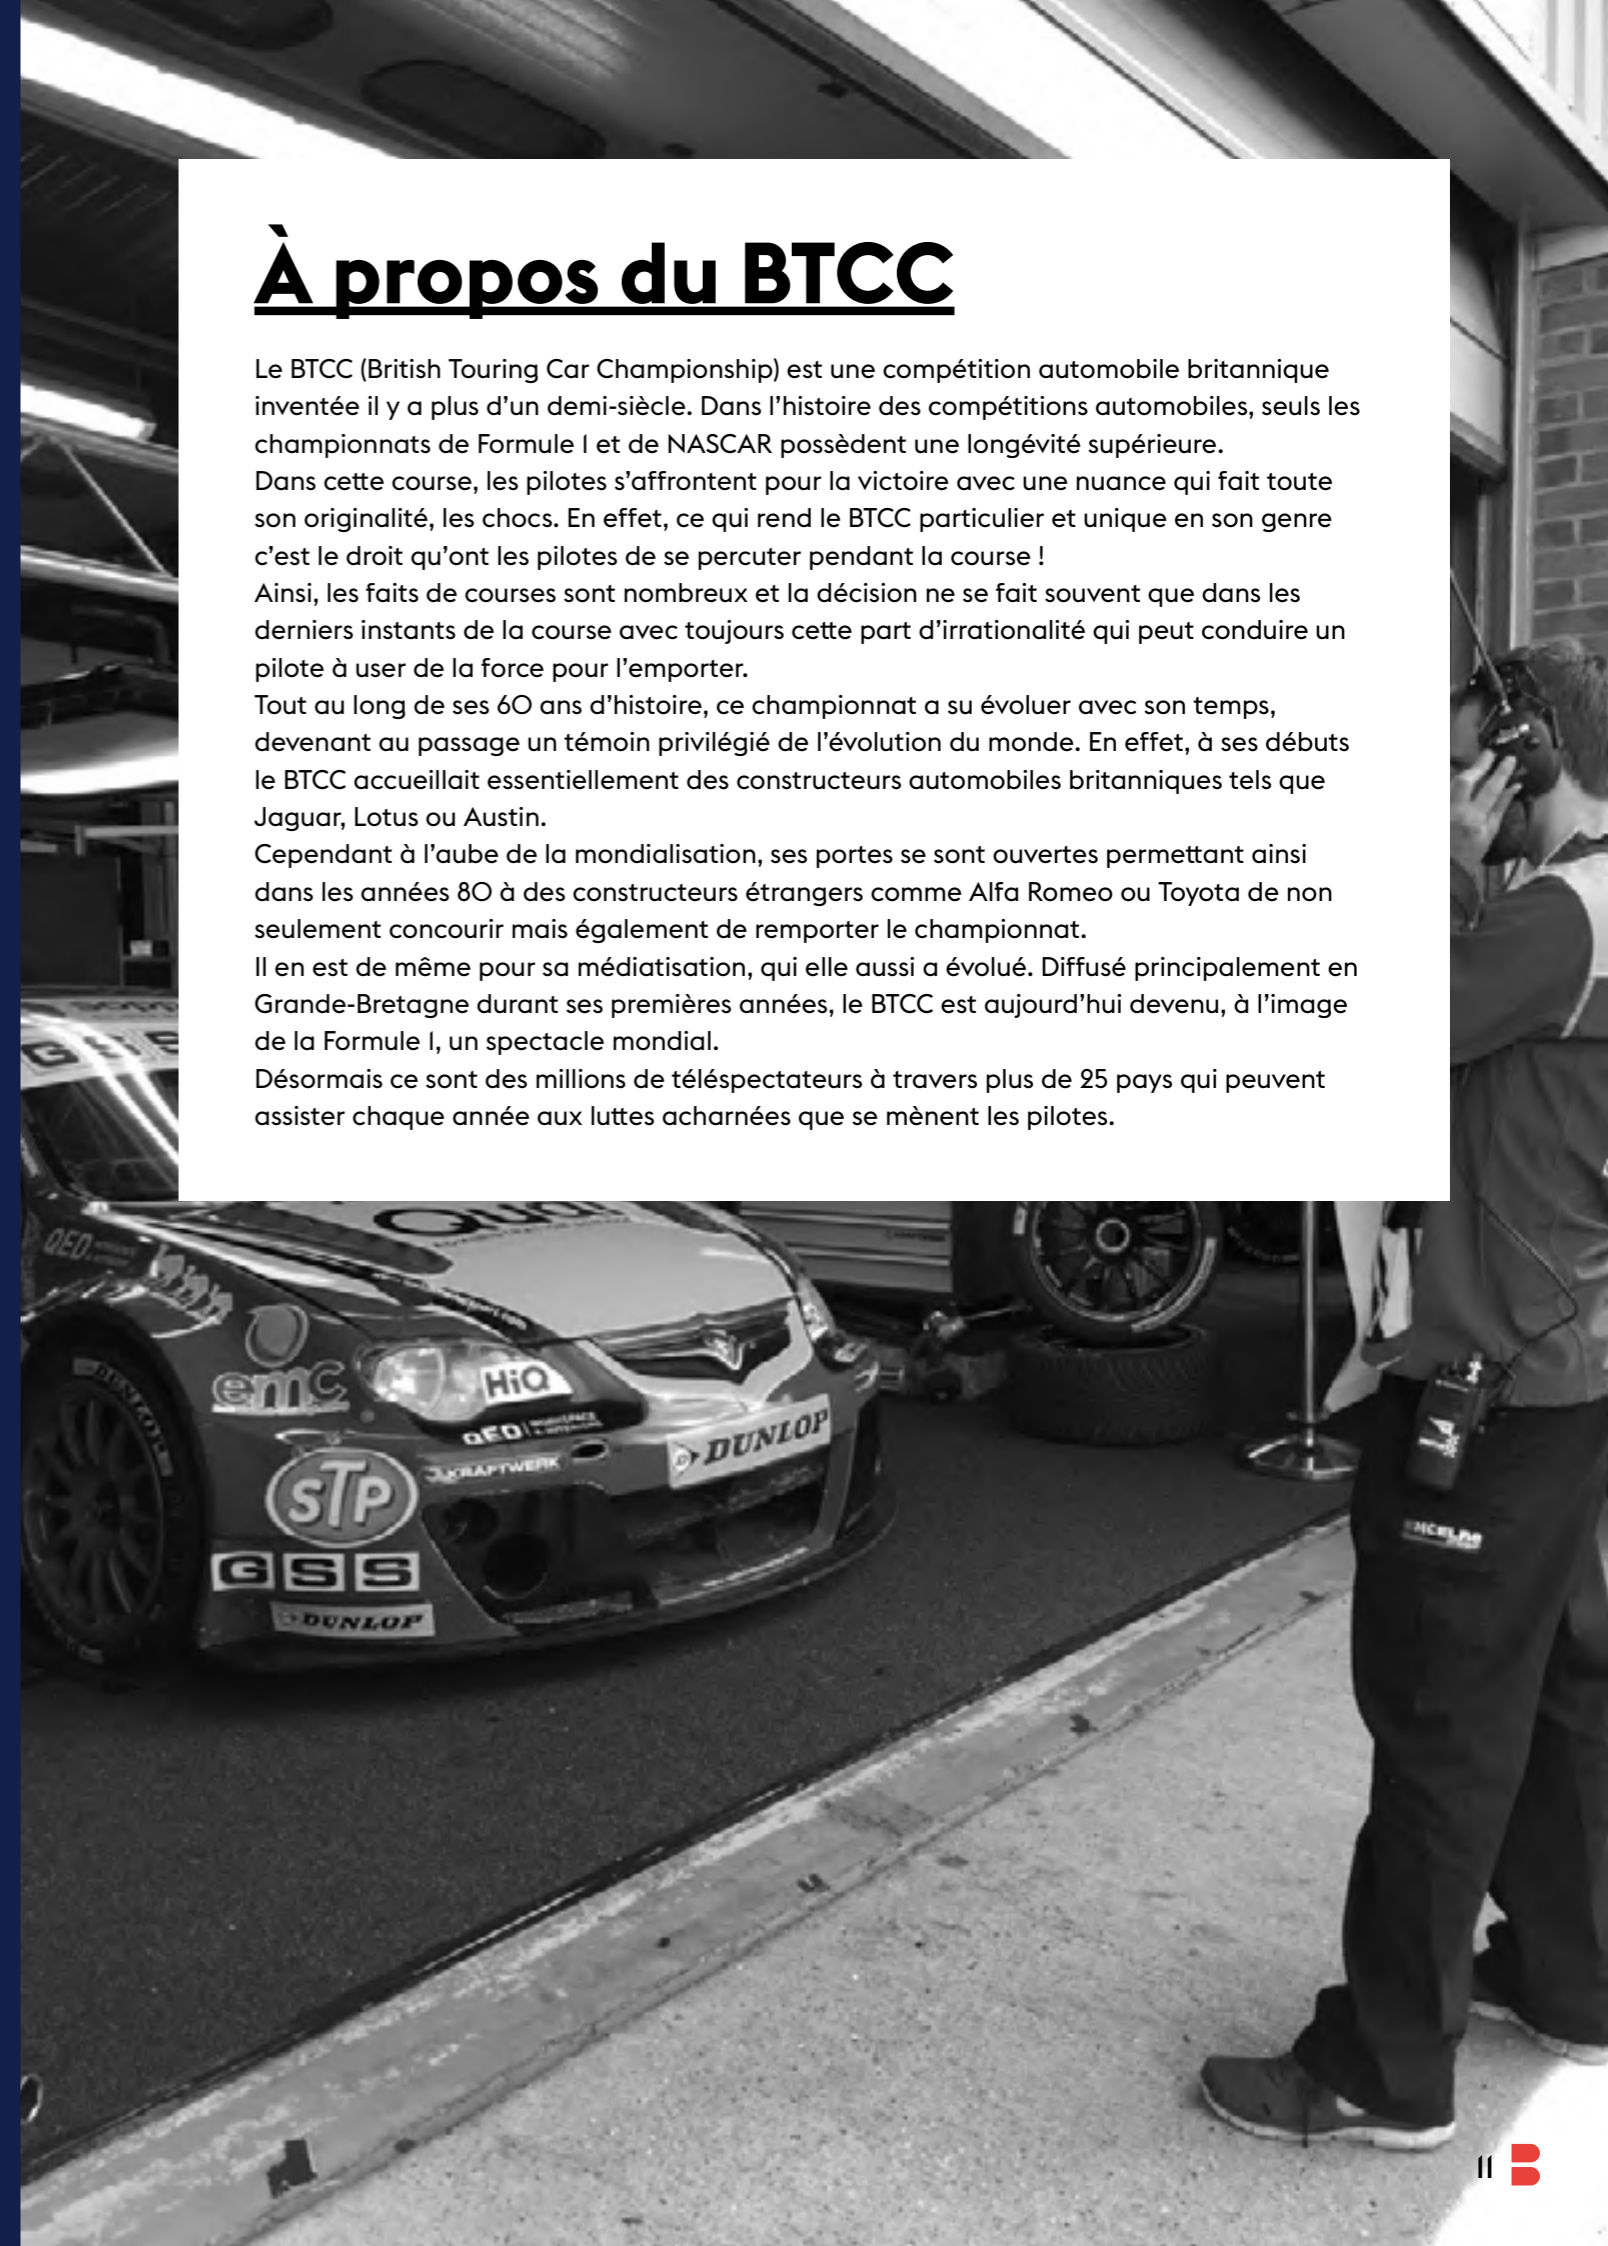 À propos du BTCC
Le BTCC (British Touring Car Championship) est une compétition automobile britannique
inventée il y a plus d’un demi-siècle. Dans l’histoire des compétitions automobiles, seuls les
championnats de Formule 1 et de NASCAR possèdent une longévité supérieure.
Dans cette course, les pilotes s’affrontent pour la victoire avec une nuance qui fait toute
son originalité, les chocs. En effet, ce qui rend le BTCC particulier et unique en son genre
c’est le droit qu’ont les pilotes de se percuter pendant la course !
Ainsi, les faits de courses sont nombreux et la décision ne se fait souvent que dans les
derniers instants de la course avec toujours cette part d’irrationalité qui peut conduire un
pilote à user de la force pour l’emporter.
Tout au long de ses 60 ans d’histoire, ce championnat a su évoluer avec son temps,
devenant au passage un témoin privilégié de l’évolution du monde. En effet, à ses débuts
le BTCC accueillait essentiellement des constructeurs automobiles britanniques tels que
Jaguar, Lotus ou Austin.
Cependant à l’aube de la mondialisation, ses portes se sont ouvertes permettant ainsi
dans les années 80 à des constructeurs étrangers comme Alfa Romeo ou Toyota de non
seulement concourir mais également de remporter le championnat.
Il en est de même pour sa médiatisation, qui elle aussi a évolué. Diffusé principalement en
Grande-Bretagne durant ses premières années, le BTCC est aujourd’hui devenu, à l’image
de la Formule 1, un spectacle mondial.
Désormais ce sont des millions de téléspectateurs à travers plus de 25 pays qui peuvent
assister chaque année aux luttes acharnées que se mènent les pilotes.
QED
emc
HiQ
QED
DUNLOP
KRAFTWERK
STP
GSS
DUNLOP
DUNLOP
11 B